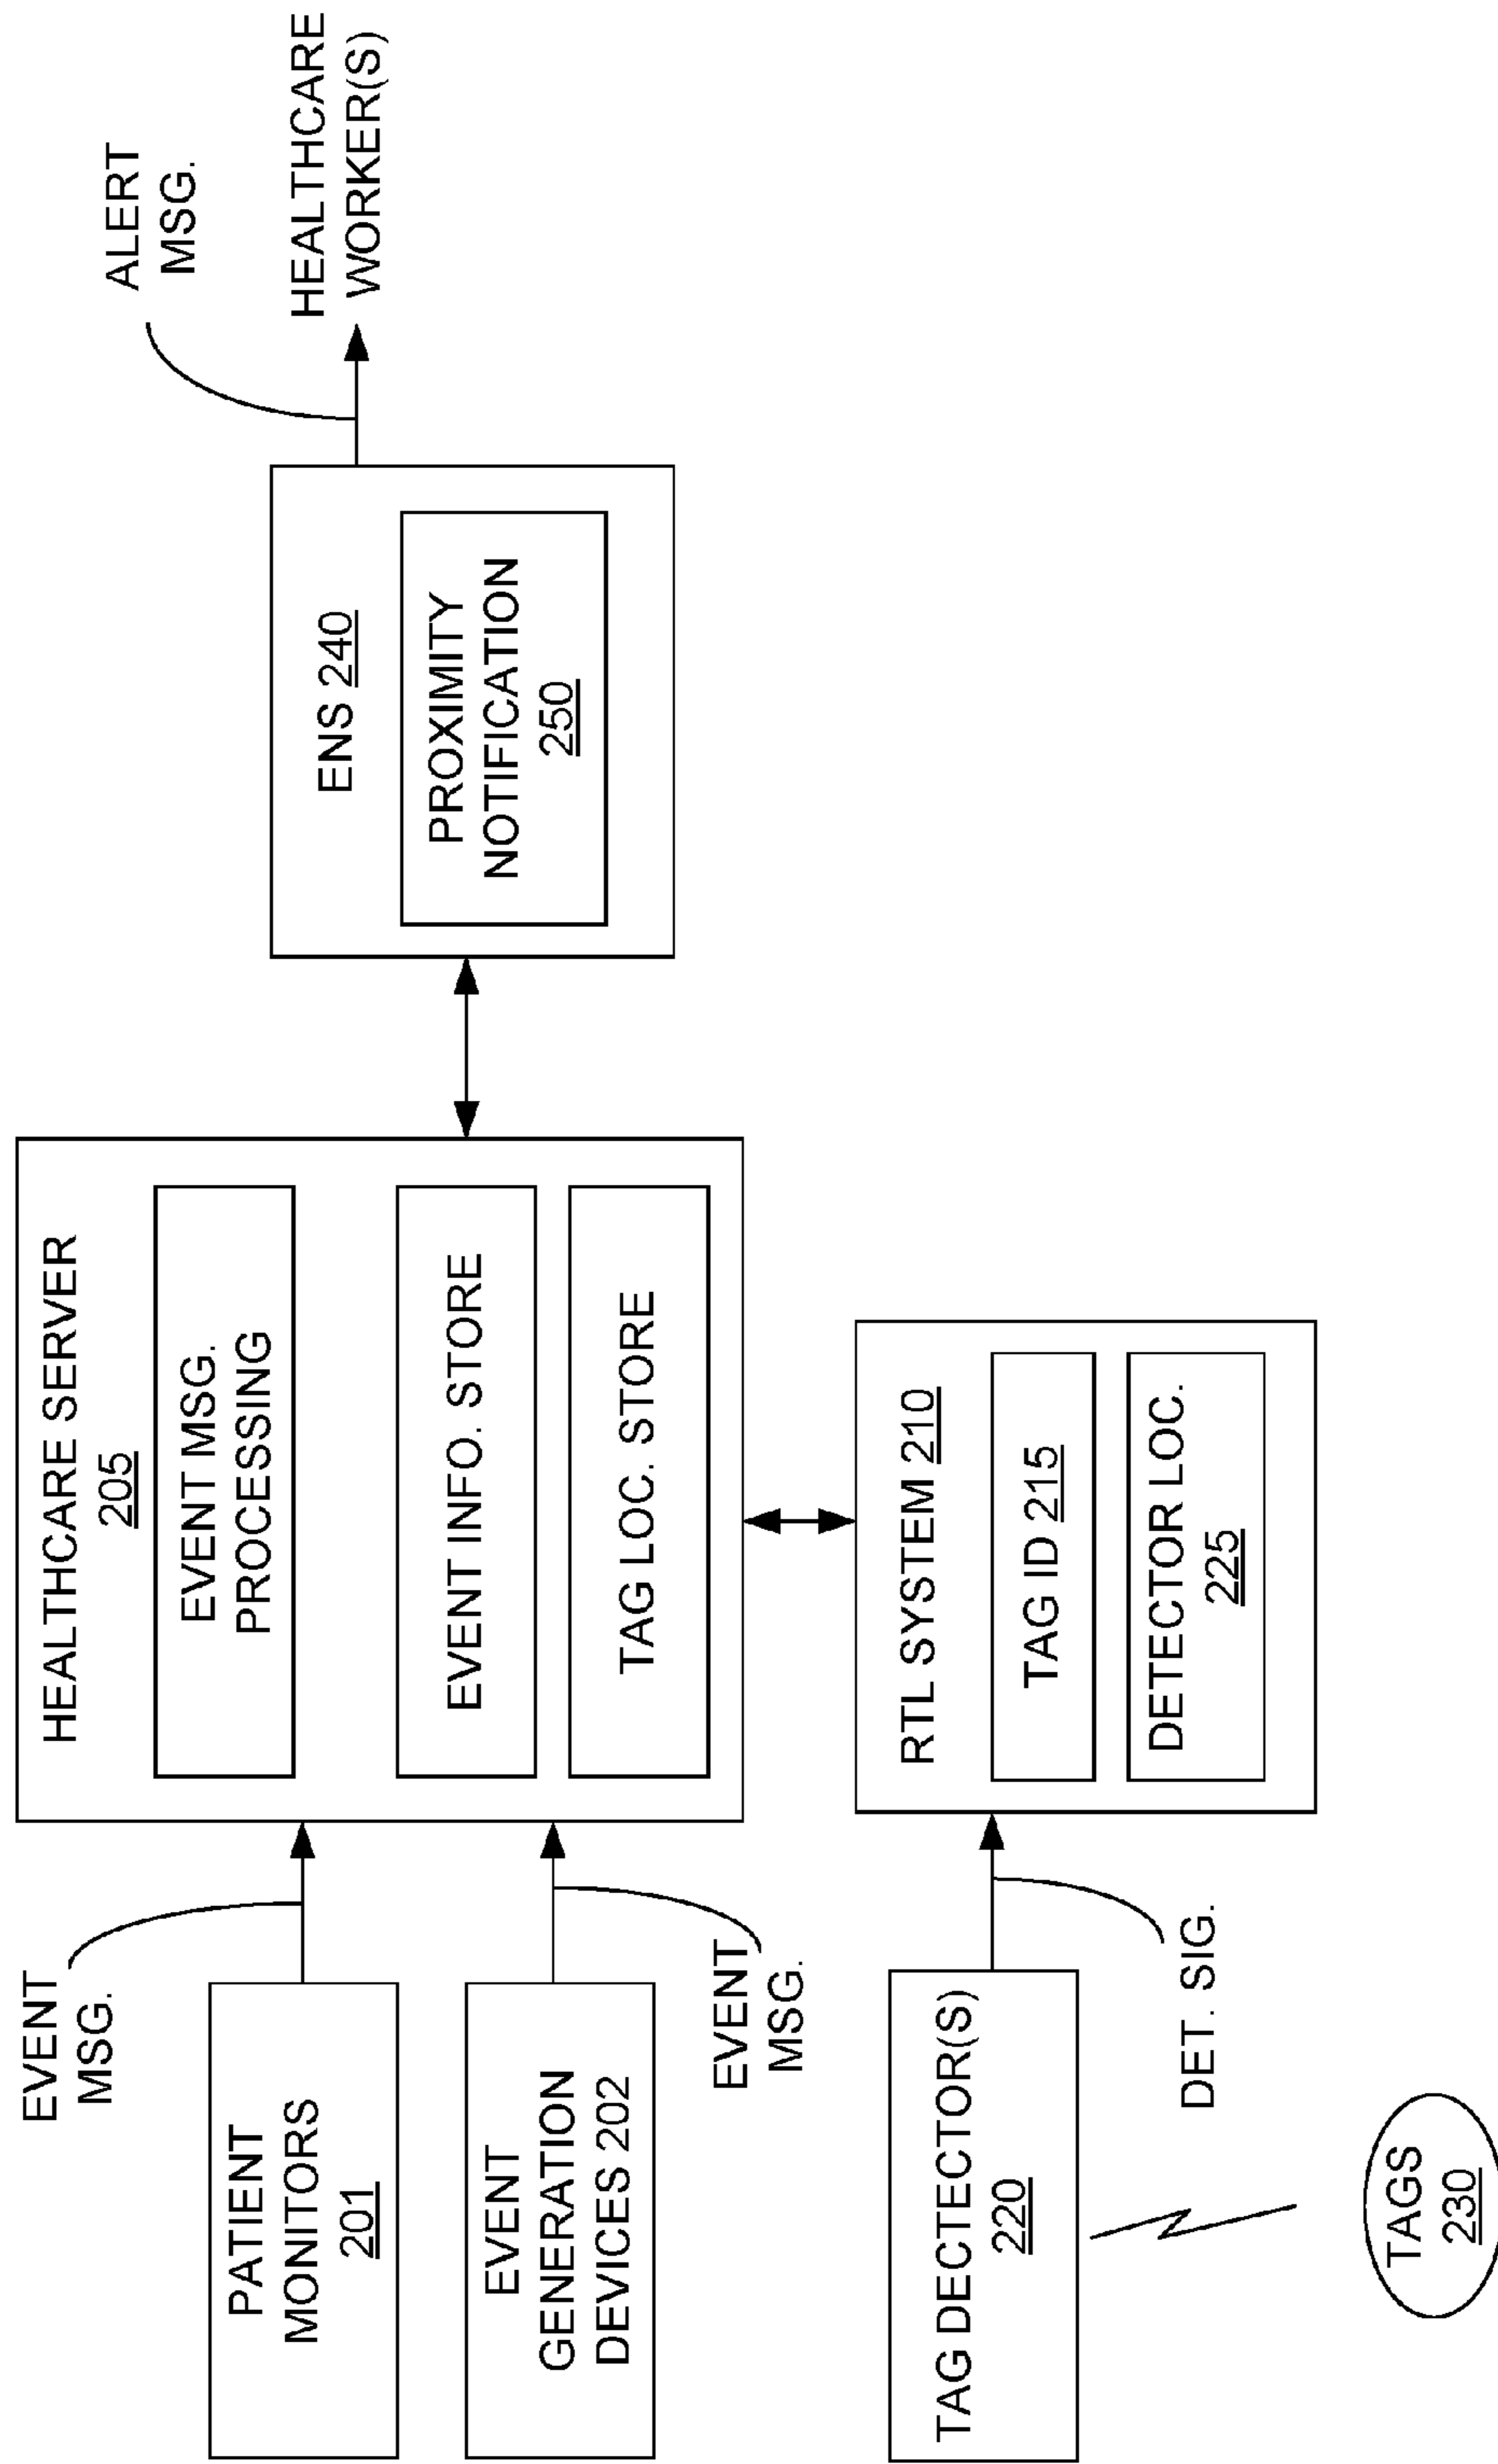 EVENT
MSG.
PATIENT
MONITORS
201
EVENT
GENERATION
DEVICES 202
EVENT
MSG.
HEALTHCARE SERVER
205
EVENT MSG.
PROCESSING
EVENT INFO. STORE
TAG LOC. STORE
ENS 240
PROXIMITY
NOTIFICATION
250
ALERT
MSG.
HEALTHCARE
WORKER(S)
TAG DECTECTOR(S)
220
DET. SIG.
RTL SYSTEM 210
TAG ID 215
DETECTOR LOC.
225
TAGS
230